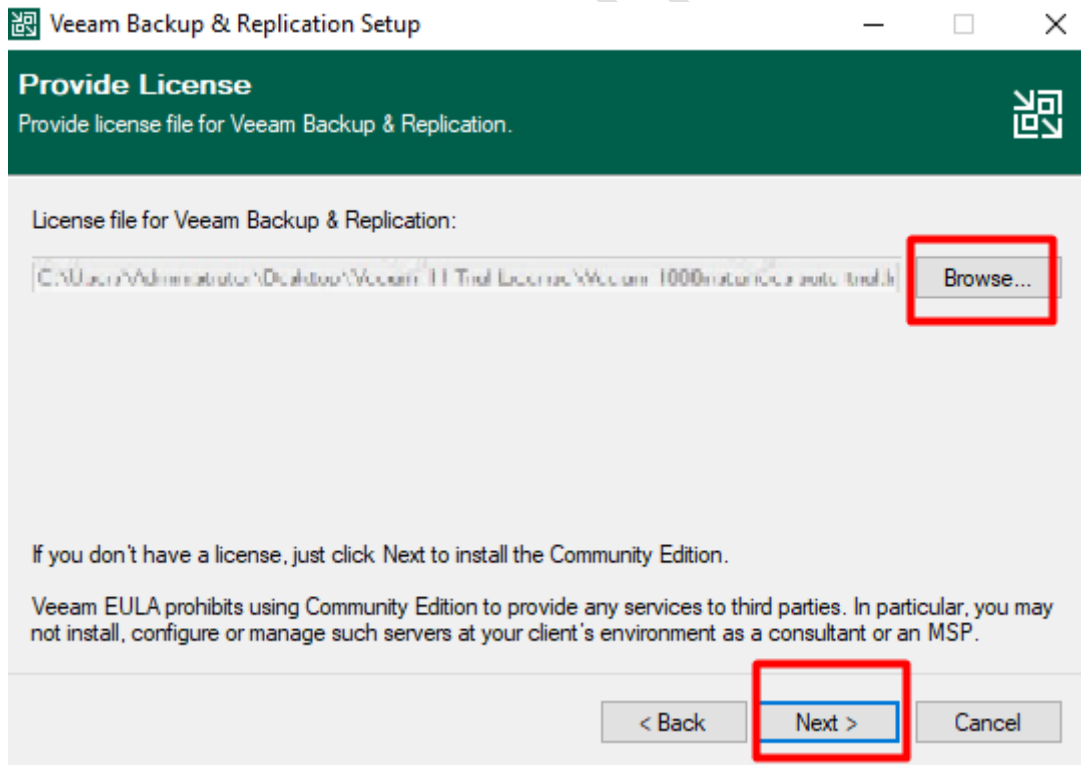 Veeam Backup & Replication Setup
Provide License
Provide license file for Veeam Backup & Replication.
License file for Veeam Backup & Replication:
Browse...
If you don't have a license, just click Next to install the Community Edition.
Veeam EULA prohibits using Community Edition to provide any services to third parties. In particular, you may
not install, configure or manage such servers at your client's environment as a consultant or an MSP.
< Back
Next >
Cancel